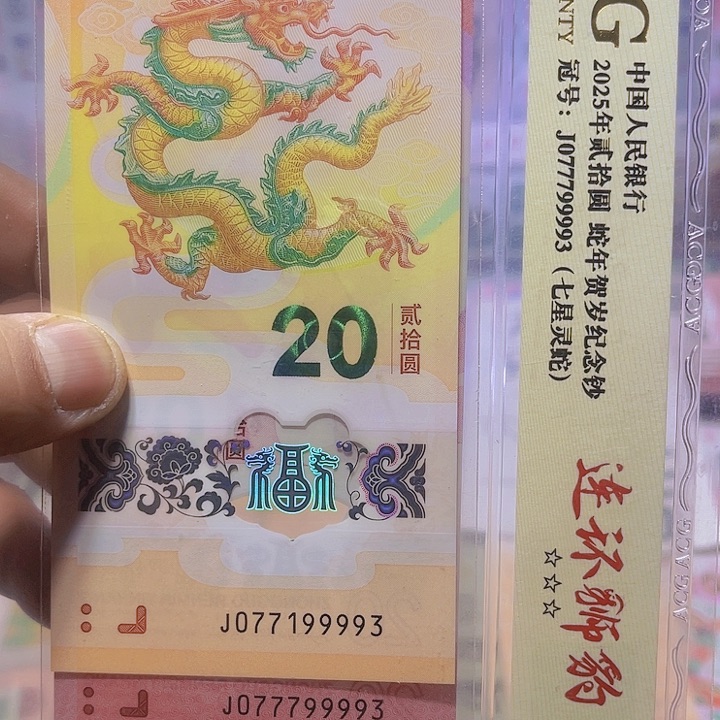 20
贰拾圆
福
J077199993
J077799993
G
NTY
中国人民银行
2025年贰拾圆 蛇年贺岁纪念钞
冠号：J077799993（七星灵蛇）
连环狮豹
☆☆☆